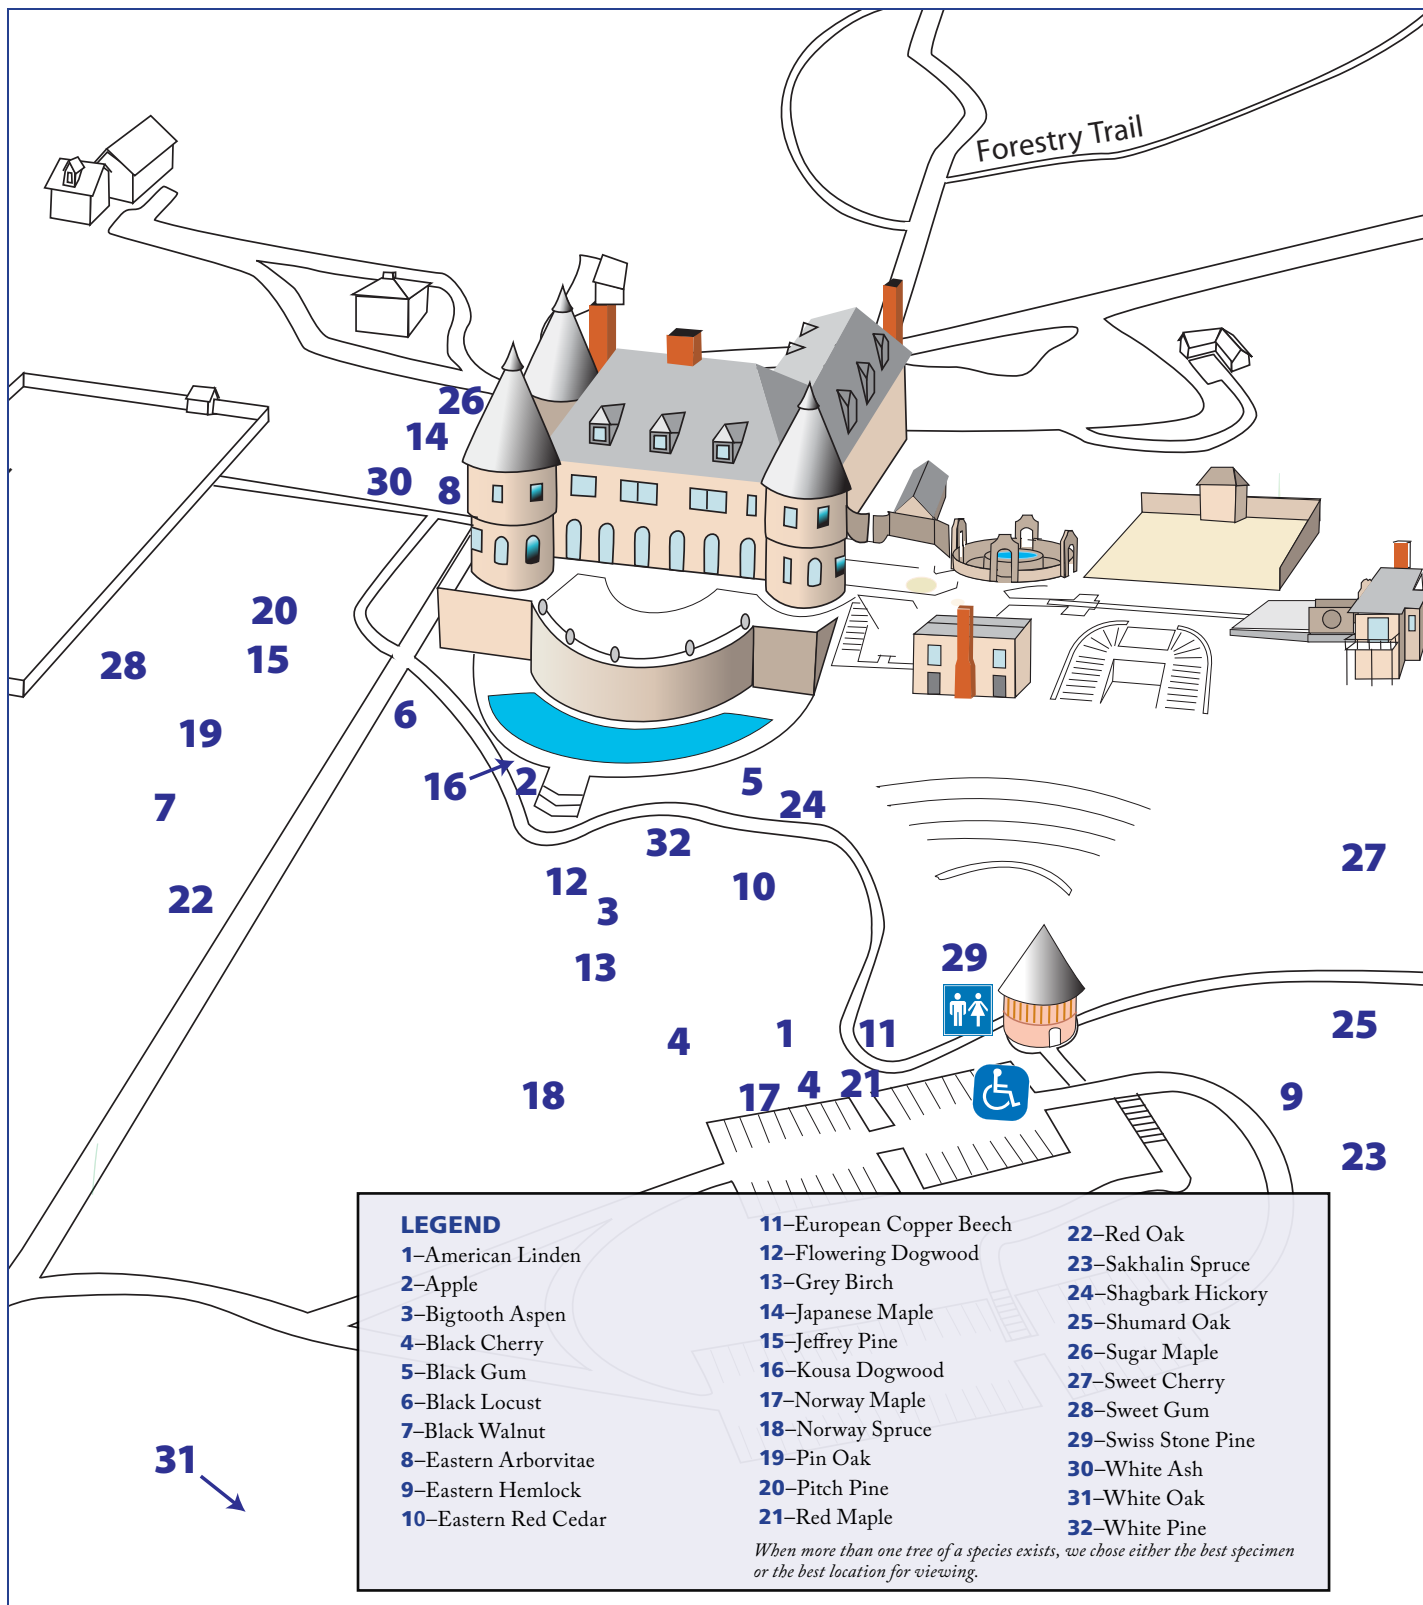 Forestry Trail
26
14
30
8
20
28
15
6
19
16
2
5
7
24
32
27
12
10
22
3
29
13
25
1
11
4
4
21
18
17
9
23
LEGEND
1–American Linden
2–Apple
3–Bigtooth Aspen
4–Black Cherry
5–Black Gum
6–Black Locust
7–Black Walnut
8–Eastern Arborvitae
9–Eastern Hemlock
10–Eastern Red Cedar
11–European Copper Beech
12–Flowering Dogwood
13–Grey Birch
14–Japanese Maple
15–Jeffrey Pine
16–Kousa Dogwood
17–Norway Maple
18–Norway Spruce
19–Pin Oak
20–Pitch Pine
21–Red Maple
22–Red Oak
23–Sakhalin Spruce
24–Shagbark Hickory
25–Shumard Oak
26–Sugar Maple
27–Sweet Cherry
28–Sweet Gum
29–Swiss Stone Pine
30–White Ash
31–White Oak
32–White Pine
When more than one tree of a species exists, we chose either the best specimen
or the best location for viewing.
31